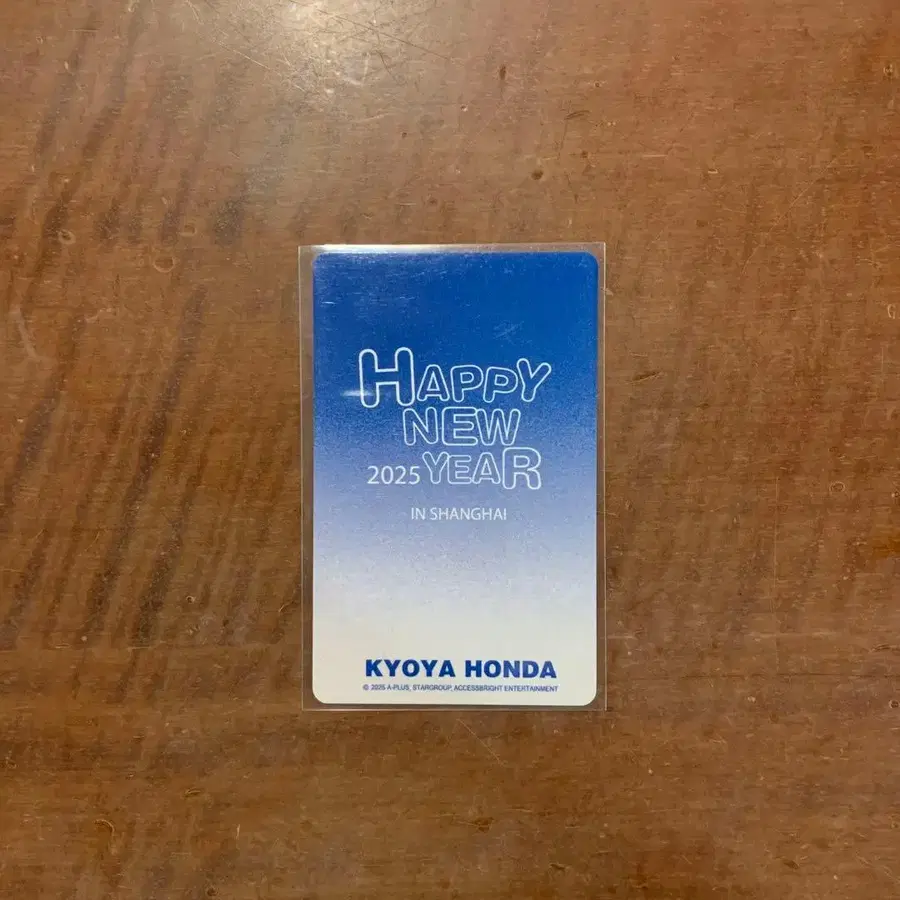 HAPPY
NEW
2025 YEAR
IN SHANGHAI
KYOYA HONDA
© 2025 A-PLUS, STARGROUP, ACCESSBRIGHT ENTERTAINMENT